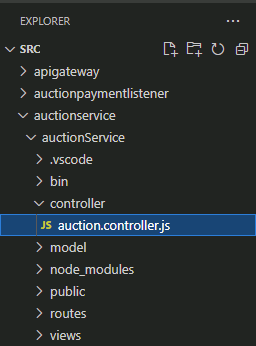 EXPLORER
SRC
apigateway
auctionpaymentlistener
auctionservice
auctionService
.vscode
bin
controller
JS auction.controller.js
model
node_modules
public
routes
views